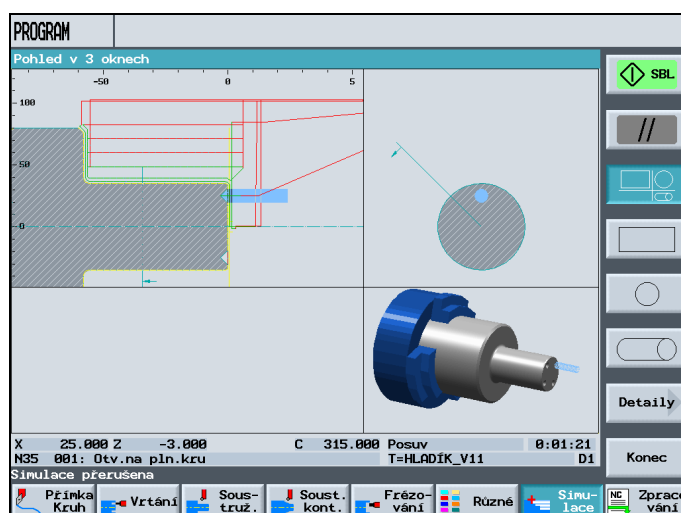 PROGRAM
Pohled v 3 oknech
-50 0 5
100
50
0
SBL
//
Detaily
X 25.000 Z -3.000 C 315.000 Posuv 0:01:21
N35 001: Otv.na pln.kru T=HLADÍK_V11 D1
Konec
Simulace přerušena
Přímka Kruh
Vrtání
Sous-
truž.
Soust.
kont.
Frézo-
vání
Různé
Simu-
lace
NC Zprac
vání